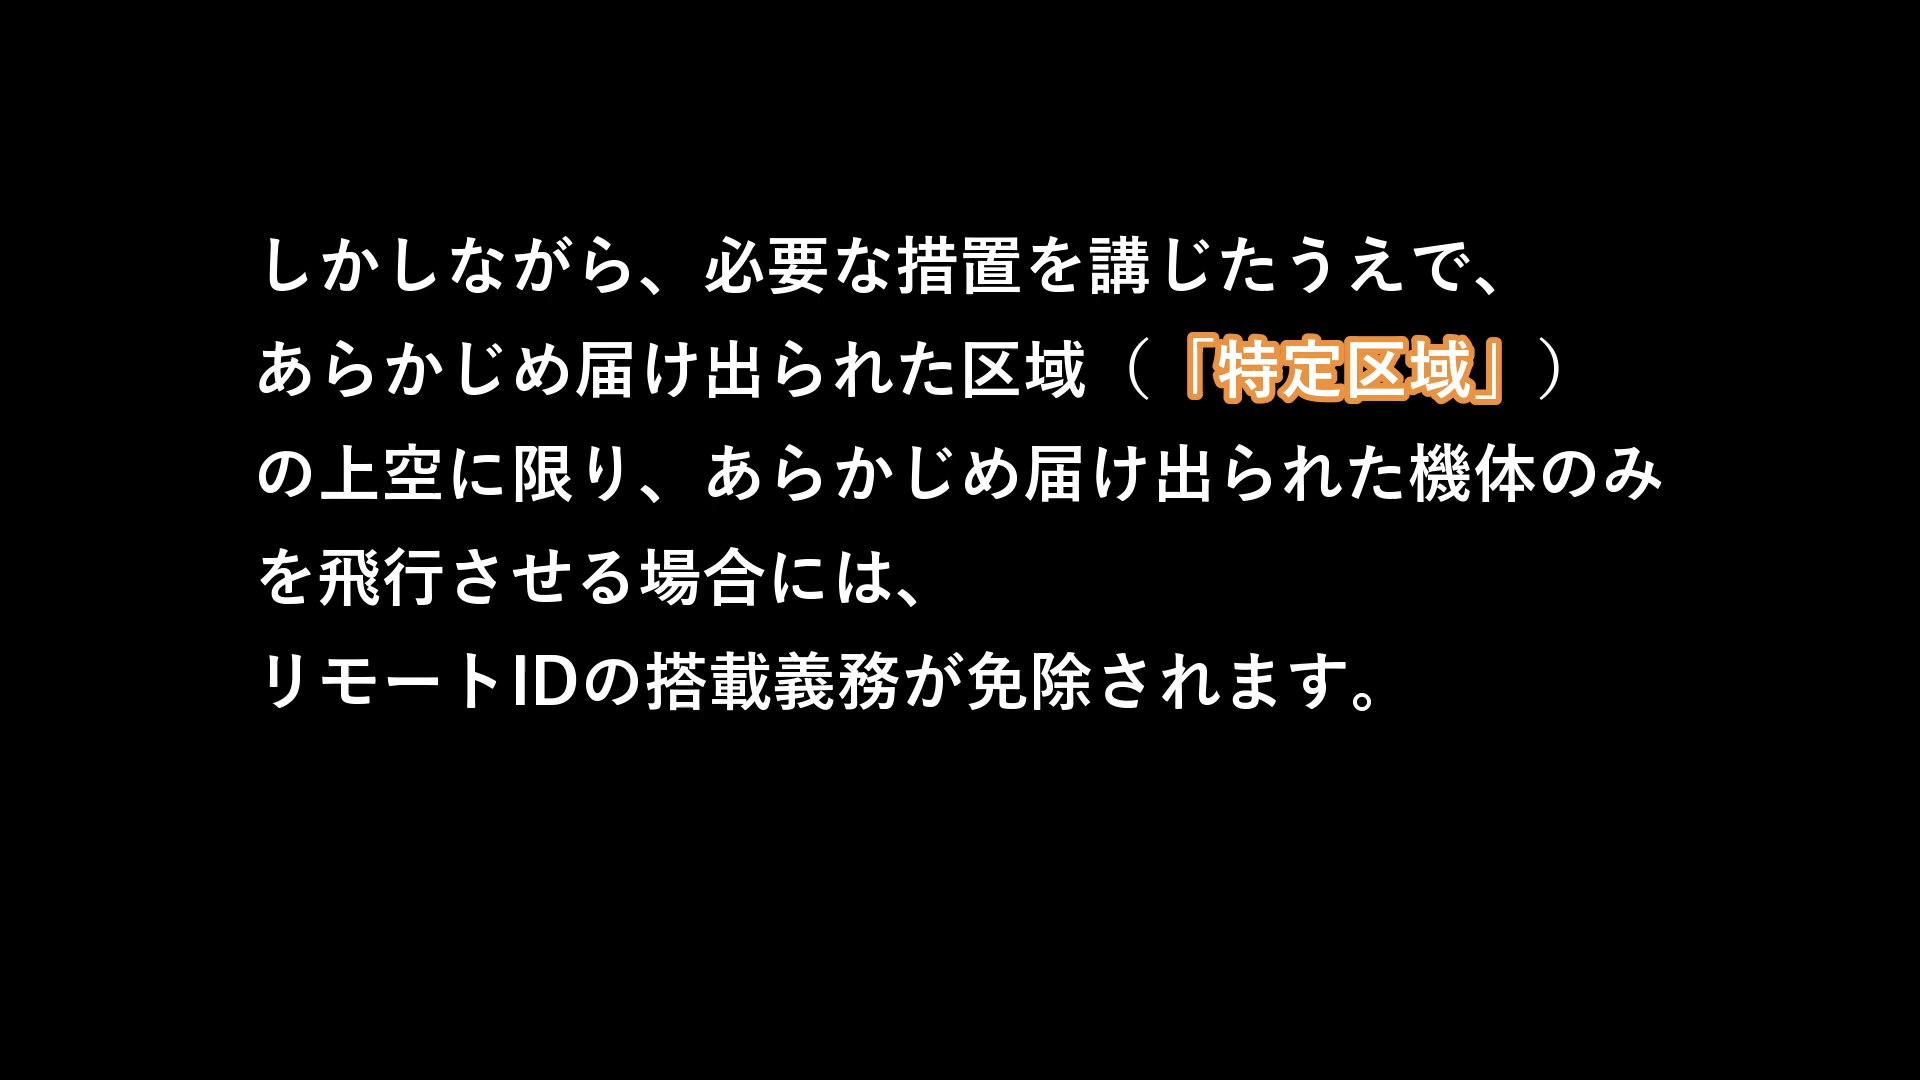 しかしながら、必要な措置を講じたうえで、
あらかじめ届け出られた区域（「特定区域」）
の上空に限り、あらかじめ届け出られた機体のみ
を飛行させる場合には、
リモートIDの搭載義務が免除されます。